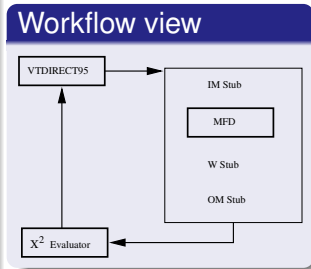 Workflow view
VTDIRECT95
IM Stub
MFD
W Stub
OM Stub
X² Evaluator